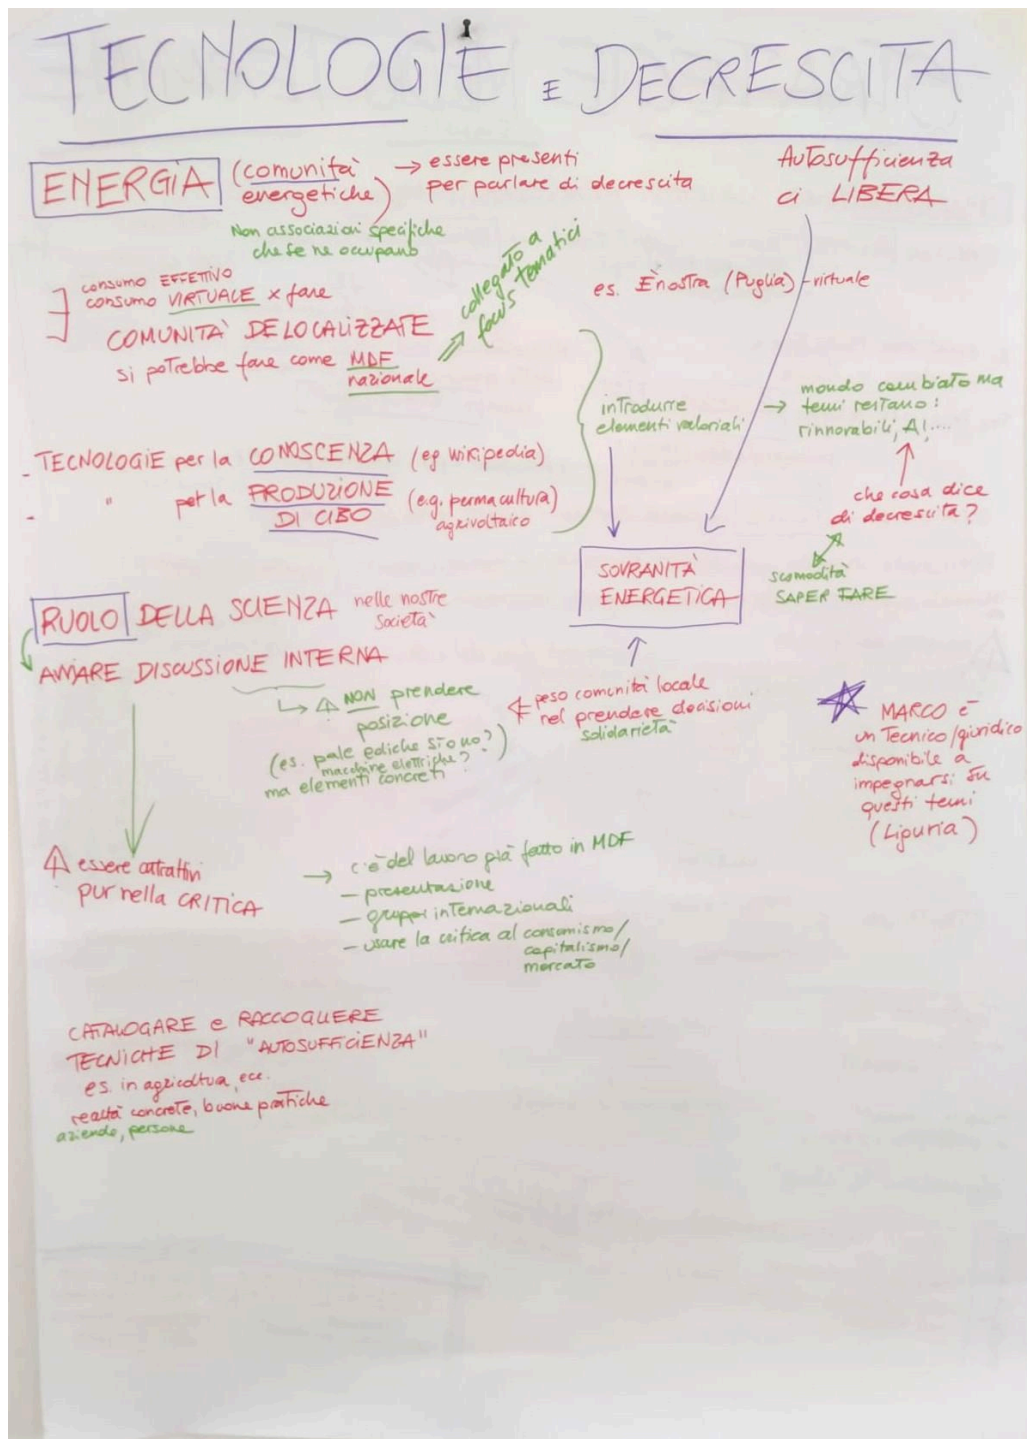 TECNOLOGIE E DECRESCITA
ENERGIA (comunità
energetiche)
→ essere presenti
per parlare di decrescita
Non associazioni specifiche
che se ne occupano
Autosufficienza
ci LIBERA
consumo EFFETTIVO
consumo VIRTUALE x fare
COMUNITÀ DELOCALIZZATE
si potrebbe fare come MDF
nazionale
collegato a
focus tematici
es. Ènostra (Puglia) - virtuale
introdurre
elementi valoriali
→ mondo cambiato ma
temi restano:
rinnovabili, AI, ...
che cosa dice
di decrescita?
scomodità
SAPER FARE
- TECNOLOGIE per la CONOSCENZA (eg wikipedia)
- " per la PRODUZIONE
DI CIBO
(e.g. permacultura)
agrivoltaico
SOVRANITÀ
ENERGETICA
RUOLO DELLA SCIENZA nelle nostre
società
AVVIARE DISCUSSIONE INTERNA
NON prendere
posizione
(es. pale eoliche sì o no?
macchine elettriche?)
ma elementi concreti
peso comunità locale
nel prendere decisioni
solidarietà
MARCO è
un Tecnico/giuridico
disponibile a
impegnarsi su
questi temi
(Liguria)
essere attrattivi
pur nella CRITICA
→ c'è del lavoro già fatto in MDF
- presentazione
- gruppi internazionali
- usare la critica al consumismo/
capitalismo/
mercato
CATALOGARE e RACCOGLIERE
TECNICHE DI "AUTOSUFFICIENZA"
es. in agricoltua, ecc.
realtà concrete, buone pratiche
aziende, persone